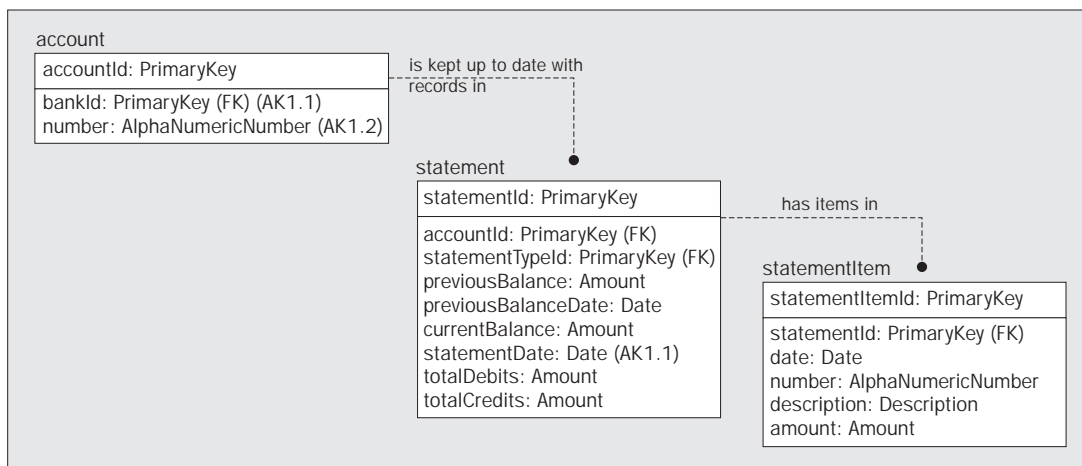 account
accountId: PrimaryKey
bankId: PrimaryKey (FK) (AK1.1)
number: AlphaNumericNumber (AK1.2)
is kept up to date with
records in
statement
statementId: PrimaryKey
accountId: PrimaryKey (FK)
statementTypeId: PrimaryKey (FK)
previousBalance: Amount
previousBalanceDate: Date
currentBalance: Amount
statementDate: Date (AK1.1)
totalDebits: Amount
totalCredits: Amount
has items in
statementItem
statementItemId: PrimaryKey
statementId: PrimaryKey (FK)
date: Date
number: AlphaNumericNumber
description: Description
amount: Amount